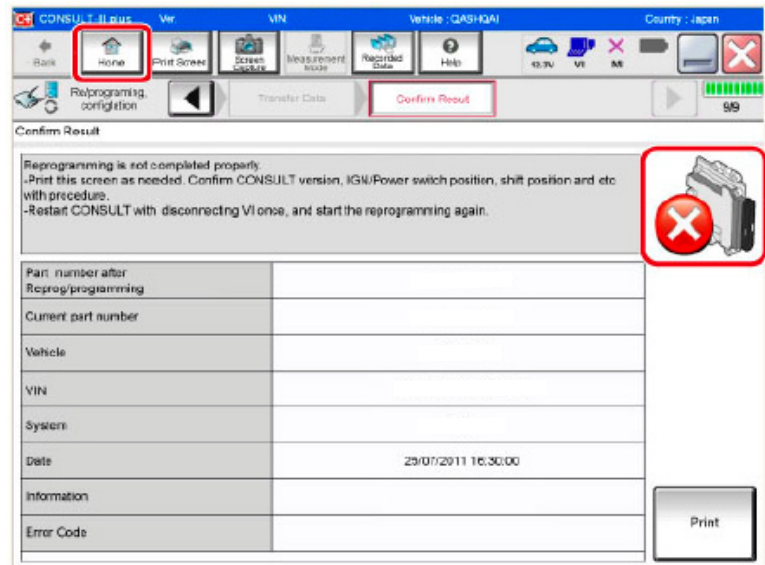 CONSULT-III plus Ver. VIN: Vehicle : QASHQAI Country : Japan
Back Home Print Screen Screen Capture Measurement Mode Recorded Data Help VI MI
Re/programing, configlation Transfer Data Confirm Result 9/9
Confirm Result
Reprogramming is not completed properly.
-Print this screen as needed. Confirm CONSULT version, IGN/Power switch position, shift position and etc
with procedure.
-Restart CONSULT with disconnecting VI once, and start the reprogramming again.
Part number after
Reprog/programming
Current part number
Vehicle
VIN
System
Date 25/07/2011 16:30:00
Information
Error Code
Print